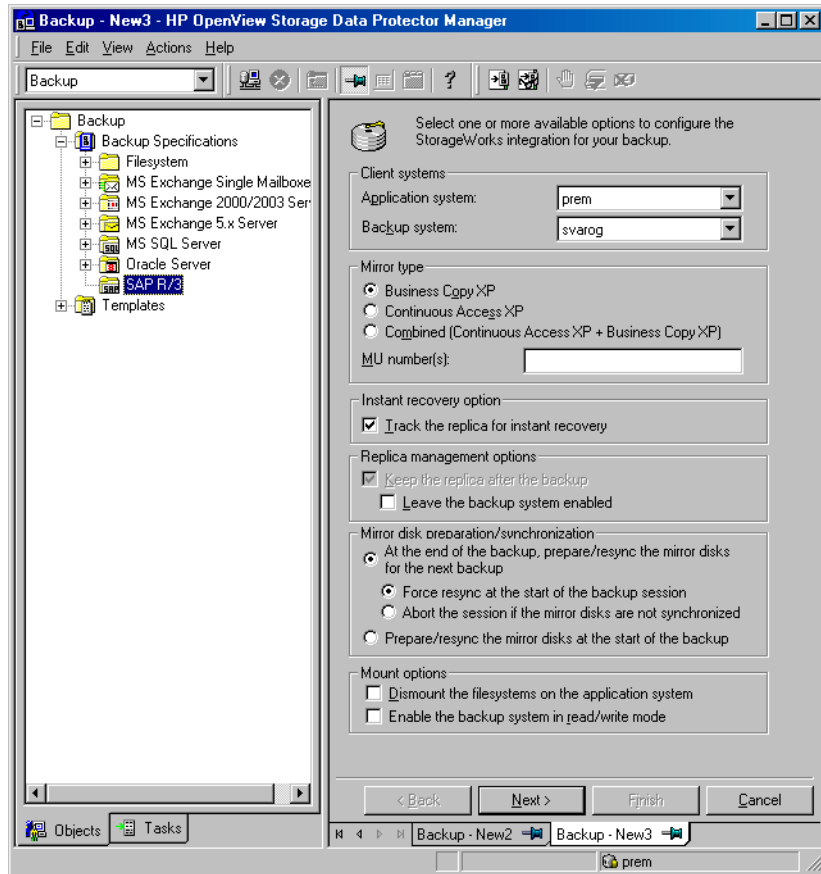 Backup - New3 - HP OpenView Storage Data Protector Manager
File Edit View Actions Help
Backup
Backup
Backup Specifications
Filesystem
MS Exchange Single Mailboxe
MS Exchange 2000/2003 Ser
MS Exchange 5.x Server
MS SQL Server
Oracle Server
SAP R/3
Templates
Objects
Tasks
Select one or more available options to configure the
StorageWorks integration for your backup.
Client systems
Application system: prem
Backup system: svarog
Mirror type
Business Copy XP
Continuous Access XP
Combined (Continuous Access XP + Business Copy XP)
MU number(s):
Instant recovery option
Track the replica for instant recovery
Replica management options
Keep the replica after the backup
Leave the backup system enabled
Mirror disk preparation/synchronization
At the end of the backup, prepare/resync the mirror disks
for the next backup
Force resync at the start of the backup session
Abort the session if the mirror disks are not synchronized
Prepare/resync the mirror disks at the start of the backup
Mount options
Dismount the filesystems on the application system
Enable the backup system in read/write mode
< Back Next > Finish Cancel
Backup - New2 Backup - New3
prem